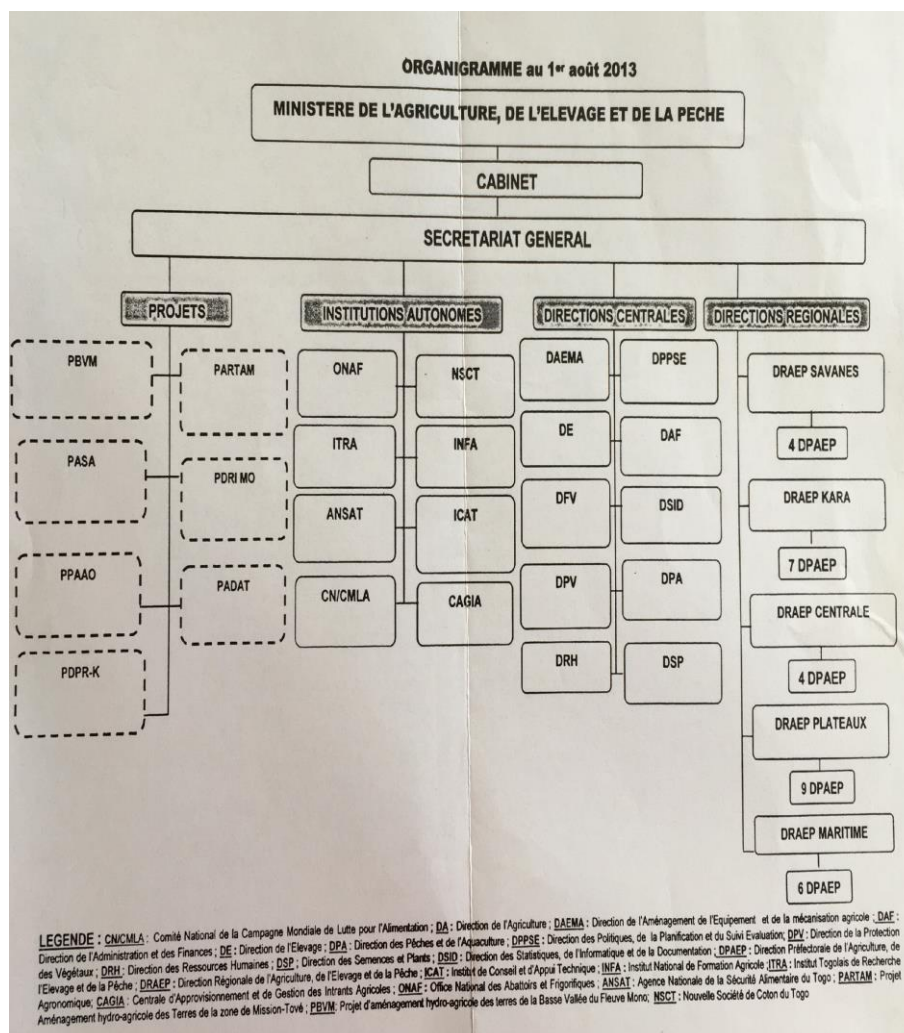 ORGANIGRAMME au 1er août 2013
MINISTERE DE L'AGRICULTURE, DE L'ELEVAGE ET DE LA PECHE
CABINET
SECRETARIAT GENERAL
PROJETS
INSTITUTIONS AUTONOMES
DIRECTIONS CENTRALES
DIRECTIONS REGIONALES
PBVM
PARTAM
PASA
PDRI MO
PPAAO
PADAT
PDPR-K
ONAF
NSCT
ITRA
INFA
ANSAT
ICAT
CN/CMLA
CAGIA
DAEMA
DPPSE
DE
DAF
DFV
DSID
DPV
DPA
DRH
DSP
DRAEP SAVANES
4 DPAEP
DRAEP KARA
7 DPAEP
DRAEP CENTRALE
4 DPAEP
DRAEP PLATEAUX
9 DPAEP
DRAEP MARITIME
6 DPAEP
LEGENDE : CN/CMLA : Comité National de la Campagne Mondiale de Lutte pour l'Alimentation ; DA : Direction de l'Agriculture ; DAEMA : Direction de l'Aménagement de l'Equipement et de la mécanisation agricole ; DAF :
Direction de l'Administration et des Finances ; DE : Direction de l'Elevage ; DPA : Direction des Pêches et de l'Aquaculture ; DPPSE : Direction des Politiques, de la Planification et du Suivi Evaluation ; DPV : Direction de la Protection
des Végétaux ; DRH : Direction des Ressources Humaines ; DSP : Direction des Semences et Plants ; DSID : Direction des Statistiques, de l'Informatique et de la Documentation ; DPAEP : Direction Préfectorale de l'Agriculture, de
l'Elevage et de la Pêche ; DRAEP : Direction Régionale de l'Agriculture, de l'Elevage et de la Pêche ; ICAT : Institut de Conseil et d'Appui Technique ; INFA : Institut National de Formation Agricole ; ITRA : Institut Togolais de Recherche
Agronomique; CAGIA : Centrale d'Approvisionnement et de Gestion des Intrants Agricoles ; ONAF : Office National des Abattoirs et Frigorifiques ; ANSAT : Agence Nationale de la Sécurité Alimentaire du Togo ; PARTAM : Projet
Aménagement hydro-agricole des Terres de la zone de Mission-Tové ; PBVM: Projet d'aménagement hydro-agricole des terres de la Basse Vallée du Fleuve Mono; NSCT : Nouvelle Société de Coton du Togo